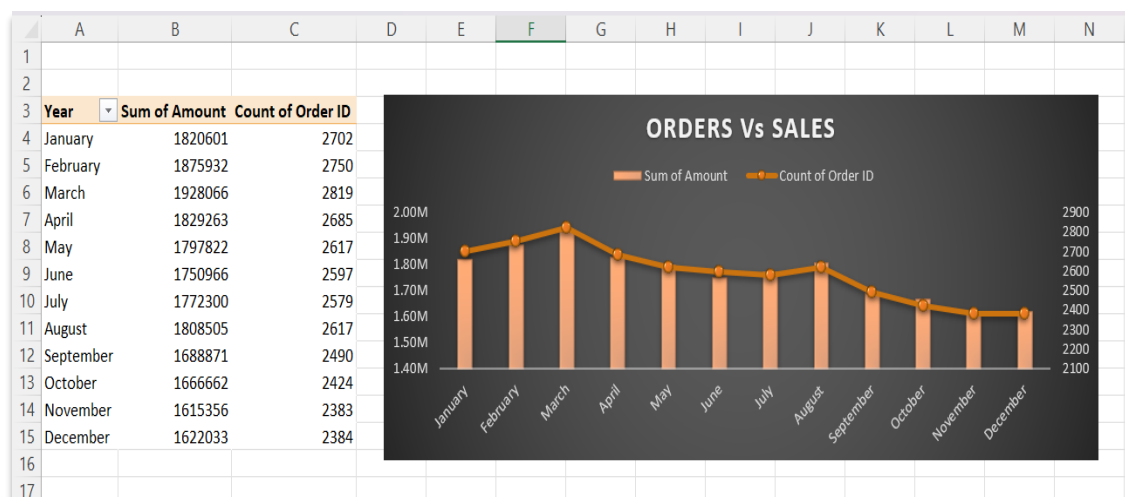 A B C D E F G H I J K L M N
1
2
3 Year Sum of Amount Count of Order ID
4 January 1820601 2702
5 February 1875932 2750
6 March 1928066 2819
7 April 1829263 2685
8 May 1797822 2617
9 June 1750966 2597
10 July 1772300 2579
11 August 1808505 2617
12 September 1688871 2490
13 October 1666662 2424
14 November 1615356 2383
15 December 1622033 2384
16
17
ORDERS Vs SALES
Sum of Amount Count of Order ID
2.00M 2900
1.90M 2800
1.80M 2700
1.70M 2600
1.60M 2500
1.50M 2400
1.40M 2300
2200
2100
January February March April May June July August September October November December